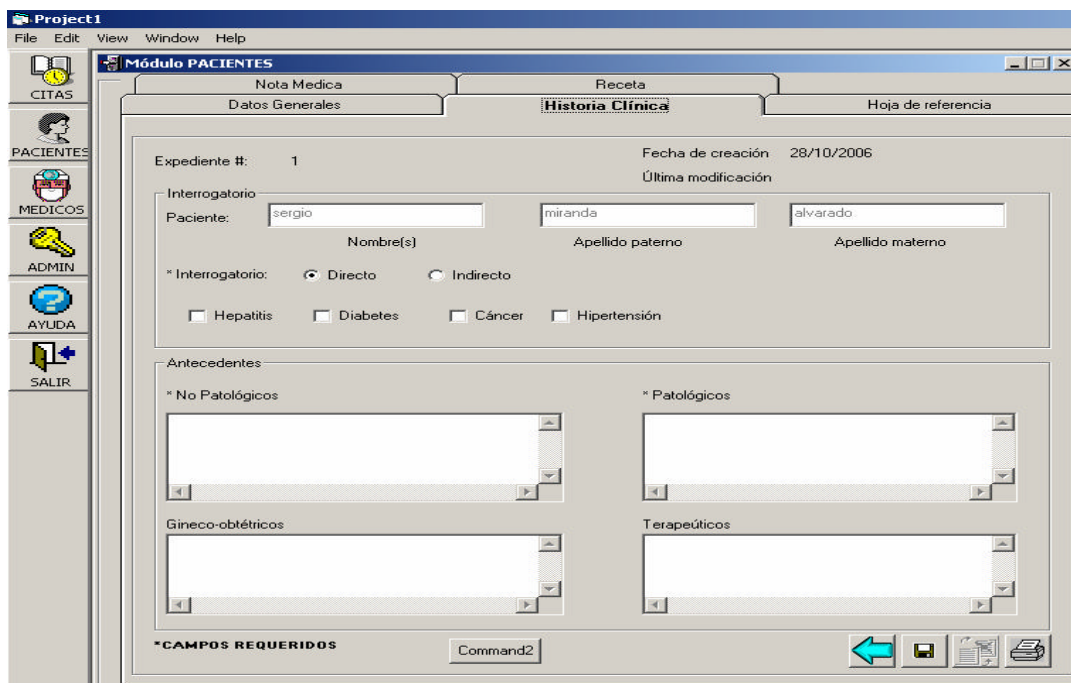 Project1
File Edit View Window Help
CITAS
PACIENTES
MEDICOS
ADMIN
AYUDA
SALIR
Módulo PACIENTES
Nota Medica Receta
Datos Generales Historia Clínica Hoja de referencia
Expediente #: 1 Fecha de creación 28/10/2006
Última modificación
Interrogatorio
Paciente: sergio miranda alvarado
Nombre(s) Apellido paterno Apellido materno
* Interrogatorio: Directo Indirecto
Hepatitis Diabetes Cáncer Hipertensión
Antecedentes
* No Patológicos * Patológicos
Gineco-obtétricos Terapeúticos
*CAMPOS REQUERIDOS Command2